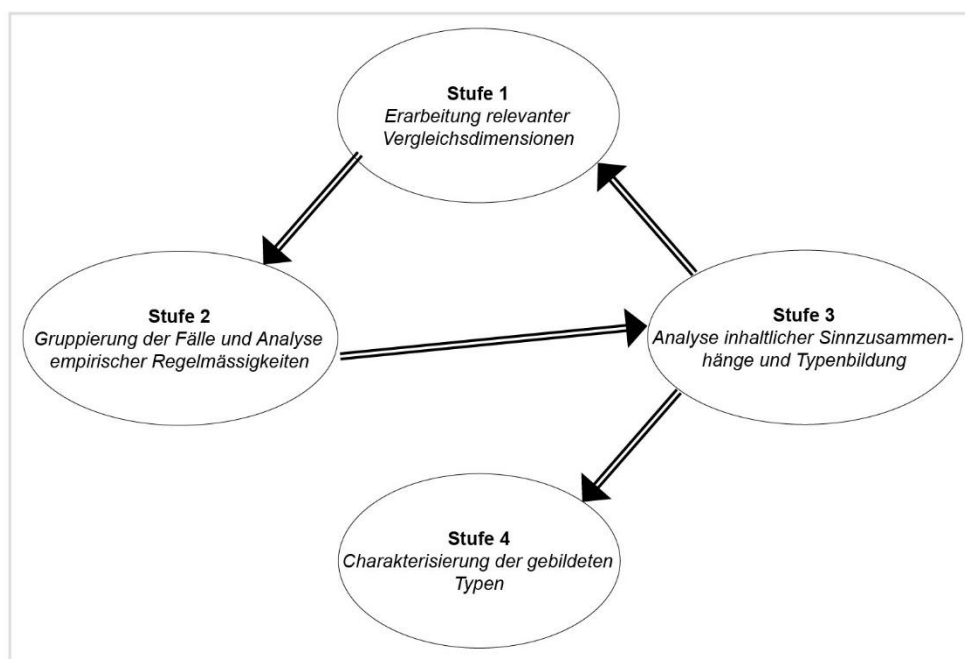 Stufe 1
Erarbeitung relevanter
Vergleichsdimensionen
Stufe 2
Gruppierung der Fälle und Analyse
empirischer Regelmässigkeiten
Stufe 3
Analyse inhaltlicher Sinnzusammen-
hänge und Typenbildung
Stufe 4
Charakterisierung der gebildeten
Typen